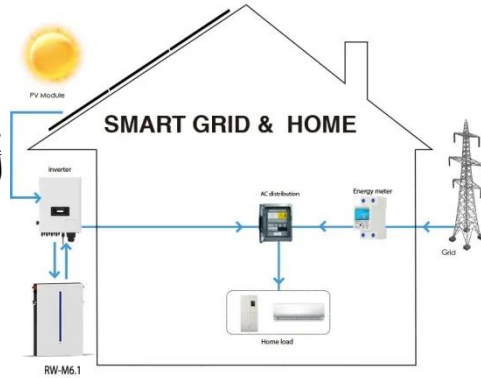 PV Module
SMART GRID & HOME
inverter
AC distribution
Energy meter
Grid
Home load
RW-M6.1